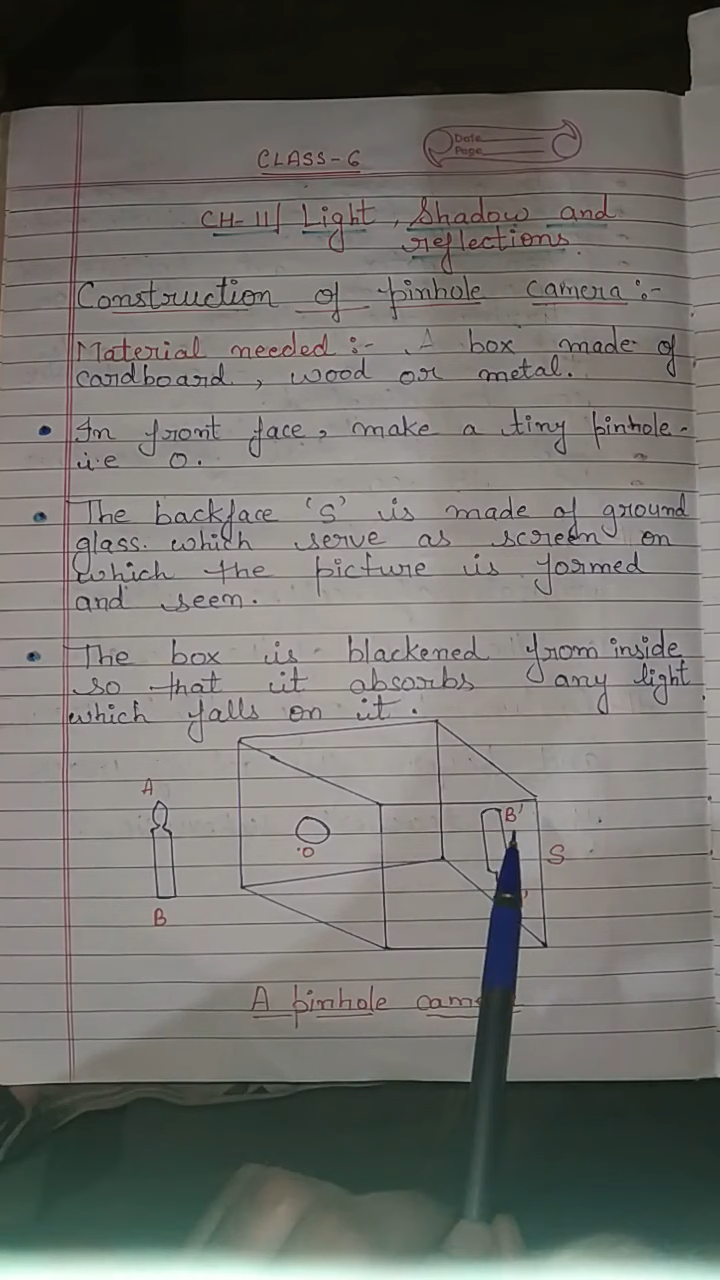 CLASS-6
Date
Page
CH-11/ Light, Shadow and
reflections.
Construction of pinhole camera:-
Material needed:- A box made of
cardboard, wood or metal.
• In front face, make a tiny pinhole-
i.e O.
• The backface 'S' is made of ground
glass. which serve as screen on
which the picture is formed
and seen.
• The box is blackened from inside
so that it absorbs any light
which falls on it.
A
B'
O
S
B
A pinhole